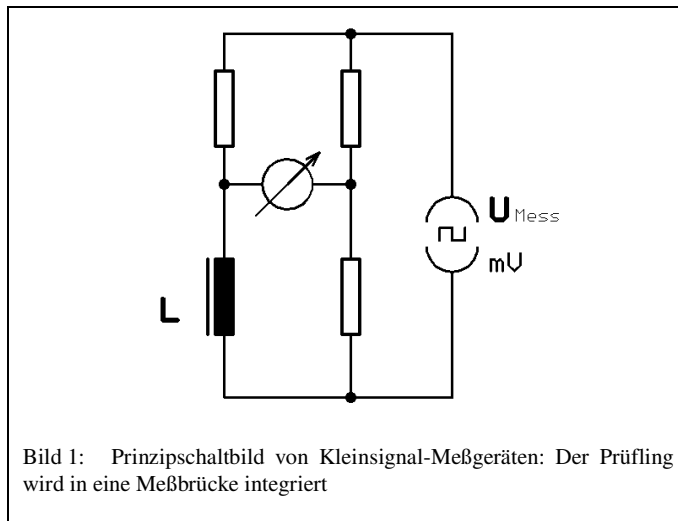 U Mess
mV
L
Bild 1: Prinzipschaltbild von Kleinsignal-Meßgeräten: Der Prüfling
wird in eine Meßbrücke integriert